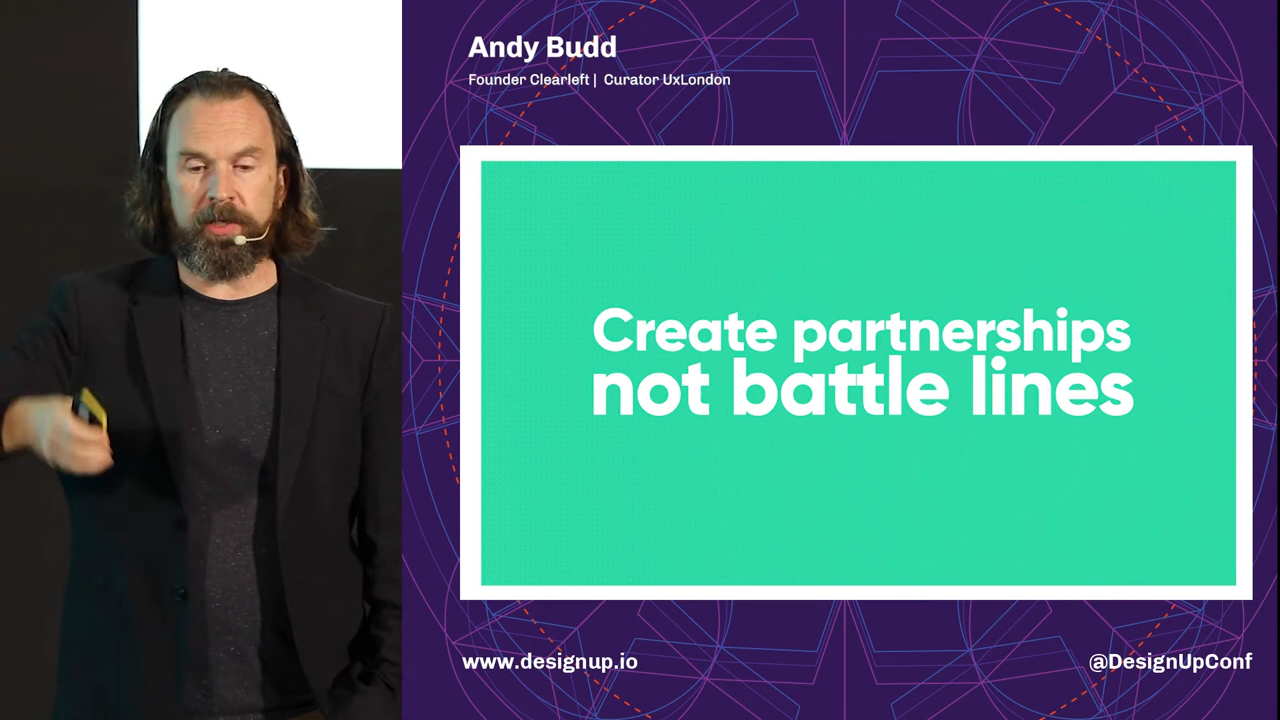 Andy Budd
Founder Clearleft | Curator UxLondon
Create partnerships
not battle lines
www.designup.io
@DesignUpConf